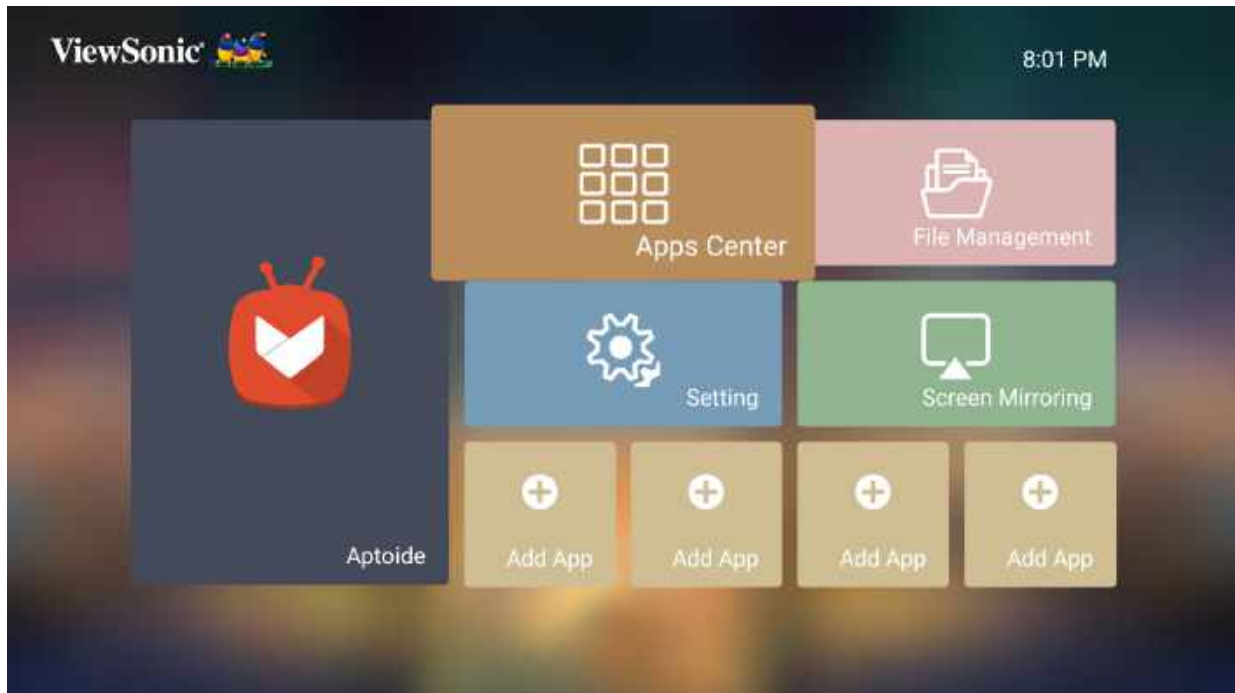 ViewSonic
8:01 PM
Apps Center
File Management
Setting
Screen Mirroring
Aptoide
Add App
Add App
Add App
Add App